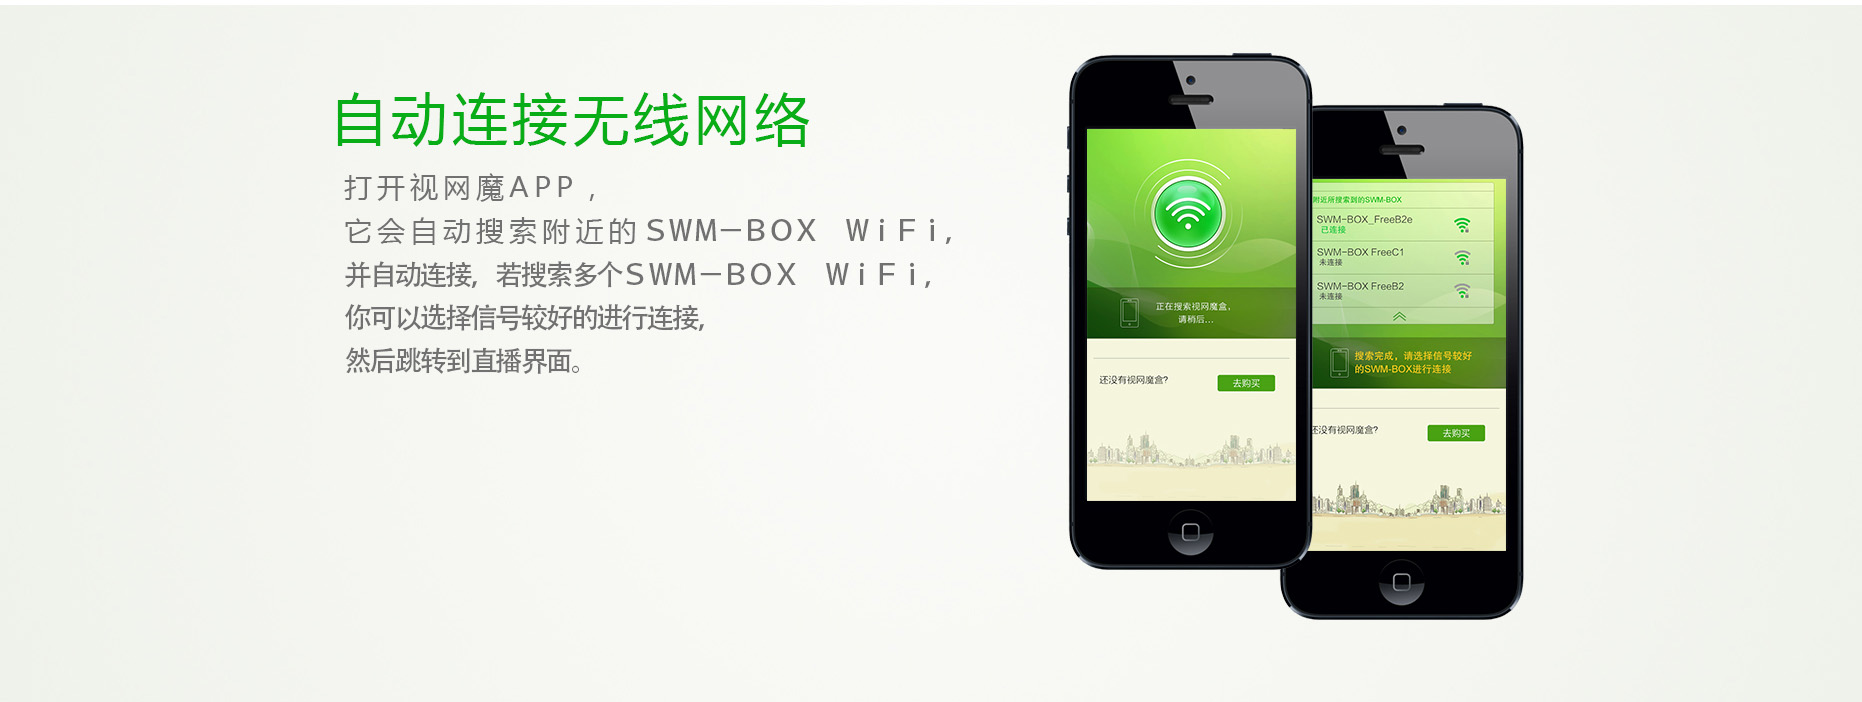 自动连接无线网络
打开视网魔APP，
它会自动搜索附近的SWM-BOX WiFi,
并自动连接，若搜索多个SWM-BOX WiFi,
你可以选择信号较好的进行连接,
然后跳转到直播界面。
正在搜索视网魔盒，
请稍后...
还没有视网魔盒?
去购买
附近所搜索到的SWM-BOX
SWM-BOX_FreeB2e
已连接
SWM-BOX FreeC1
未连接
SWM-BOX FreeB2
未连接
搜索完成，请选择信号较好
的SWM-BOX进行连接
还没有视网魔盒?
去购买